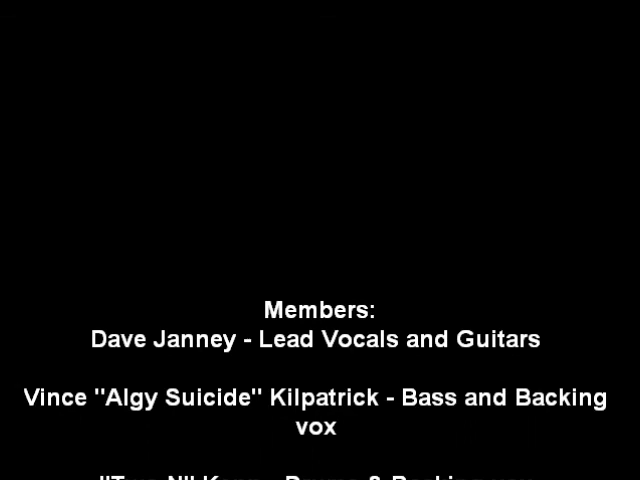 Members:
Dave Janney - Lead Vocals and Guitars
Vince "Algy Suicide" Kilpatrick - Bass and Backing
vox